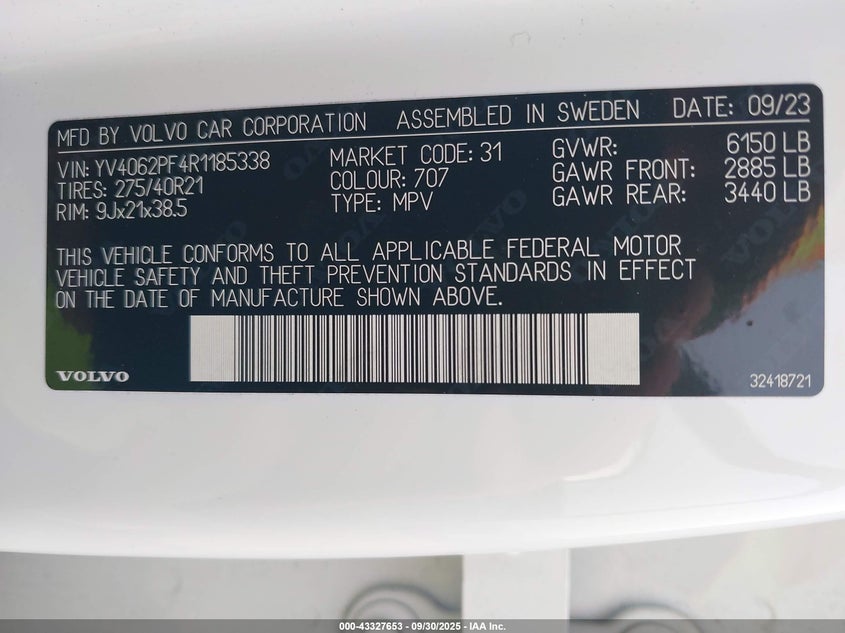 MFD BY VOLVO CAR CORPORATION ASSEMBLED IN SWEDEN DATE: 09/23
VIN: YV4062PF4R1185338 MARKET CODE: 31 GVWR: 6150 LB
TIRES: 275/40R21 COLOUR: 707 GAWR FRONT: 2885 LB
RIM: 9Jx21x38.5 TYPE: MPV GAWR REAR: 3440 LB
THIS VEHICLE CONFORMS TO ALL APPLICABLE FEDERAL MOTOR
VEHICLE SAFETY AND THEFT PREVENTION STANDARDS IN EFFECT
ON THE DATE OF MANUFACTURE SHOWN ABOVE.
VOLVO 32418721
000-43327653 - 09/30/2025 - IAA Inc.